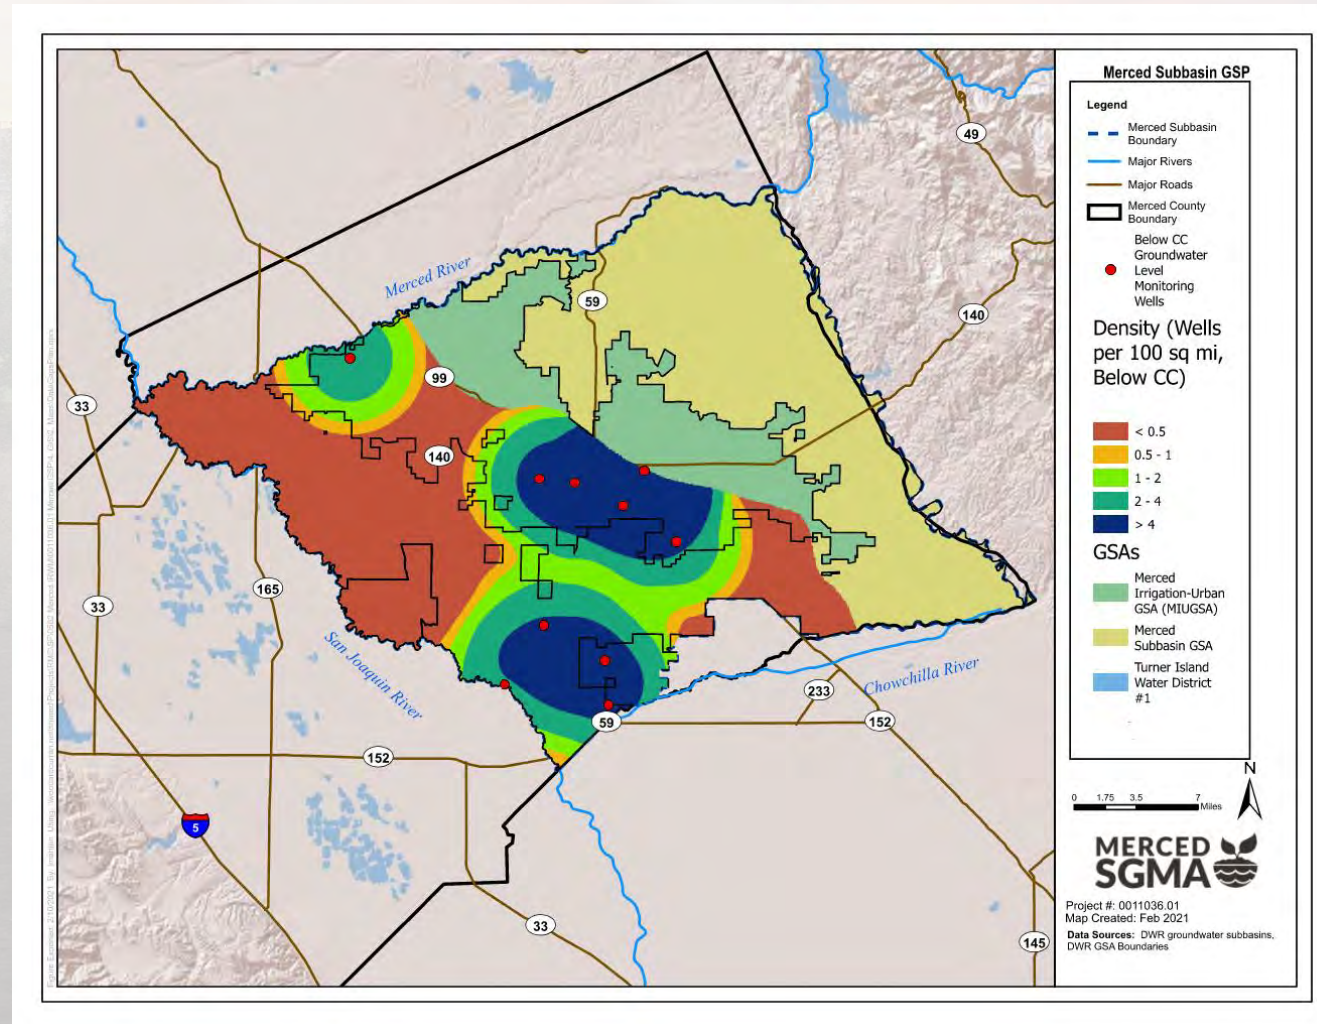 Merced Subbasin GSP
Legend
Merced Subbasin
Boundary
Major Rivers
Major Roads
Merced County
Boundary
Below CC
Groundwater
Level
Monitoring
Wells
Density (Wells
per 100 sq mi,
Below CC)
< 0.5
0.5 - 1
1 - 2
2 - 4
> 4
GSAs
Merced
Irrigation-Urban
GSA (MIUGSA)
Merced
Subbasin GSA
Turner Island
Water District
#1
N
0 1.75 3.5 7
Miles
MERCED
SGMA
Project #: 0011036.01
Map Created: Feb 2021
Data Sources: DWR groundwater subbasins,
DWR GSA Boundaries
49
Merced River
59
140
99
33
140
165
33
San Joaquin River
Chowchilla River
233
59
152
152
5
33
145